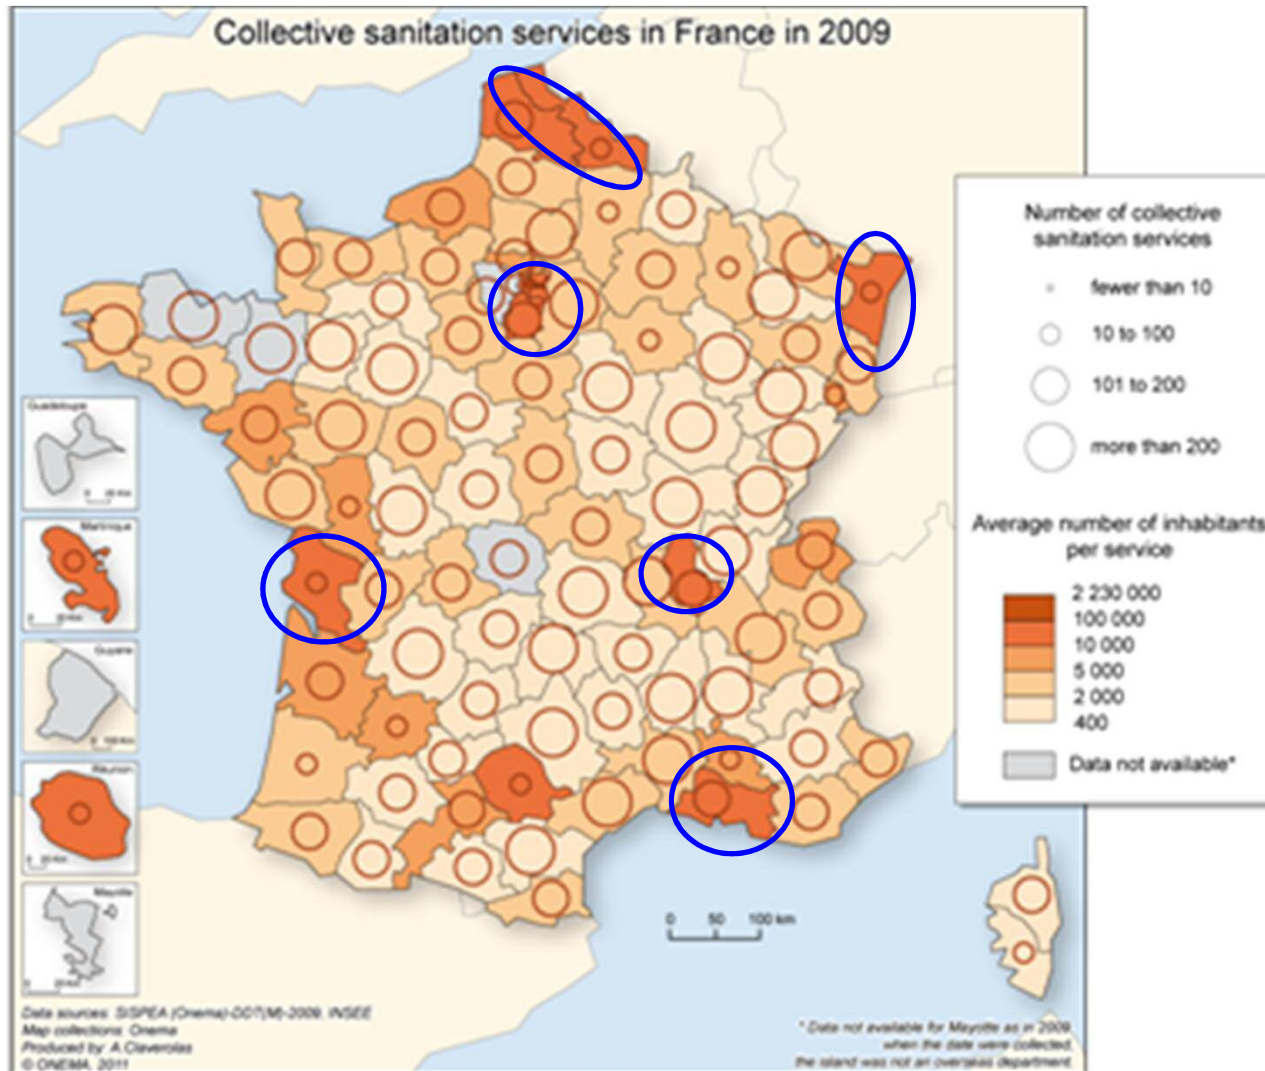 Collective sanitation services in France in 2009
Number of collective
sanitation services
fewer than 10
10 to 100
101 to 200
more than 200
Average number of inhabitants
per service
2 230 000
100 000
10 000
5 000
2 000
400
Data not available*
Guadeloupe
Martinique
Guyane
Réunion
Mayotte
0 50 100 km
Data sources: SISPEA (Onema)-DDT(M)-2009, INSEE
Map collections: Onema
Produced by: A.Claverolas
© ONEMA, 2011
* Data not available for Mayotte as in 2009
when the date were collected,
the island was not an overseas department.